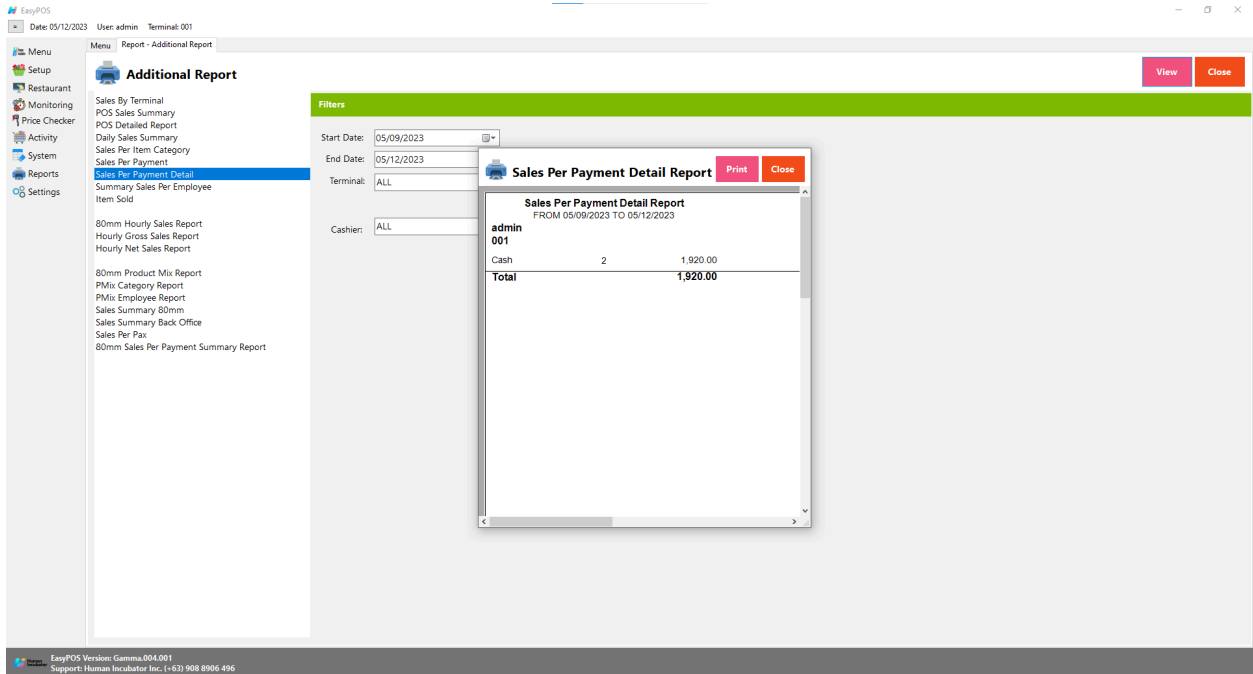 EasyPOS
Date: 05/12/2023 User: admin Terminal: 001
Menu
Setup
Restaurant
Monitoring
Price Checker
Activity
System
Reports
Settings
Menu Report - Additional Report
Additional Report
View Close
Sales By Terminal
POS Sales Summary
POS Detailed Report
Daily Sales Summary
Sales Per Item Category
Sales Per Payment
Sales Per Payment Detail
Summary Sales Per Employee
Item Sold
80mm Hourly Sales Report
Hourly Gross Sales Report
Hourly Net Sales Report
80mm Product Mix Report
PMix Category Report
PMix Employee Report
Sales Summary 80mm
Sales Summary Back Office
Sales Per Pax
80mm Sales Per Payment Summary Report
Filters
Start Date: 05/09/2023
End Date: 05/12/2023
Terminal: ALL
Cashier: ALL
Sales Per Payment Detail Report Print Close
Sales Per Payment Detail Report
FROM 05/09/2023 TO 05/12/2023
admin
001
Cash 2 1,920.00
Total 1,920.00
Human
Incubator
EasyPOS Version: Gamma.004.001
Support: Human Incubator Inc. (+63) 908 8906 496